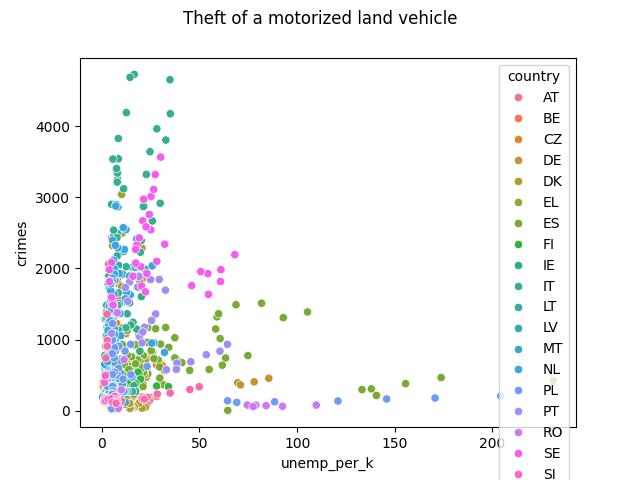 Theft of a motorized land vehicle
crimes
4000
3000
2000
1000
0
0 50 100 150 200
unemp_per_k
country
AT
BE
CZ
DE
DK
EL
ES
FI
IE
IT
LT
LV
MT
NL
PL
PT
RO
SE
SI